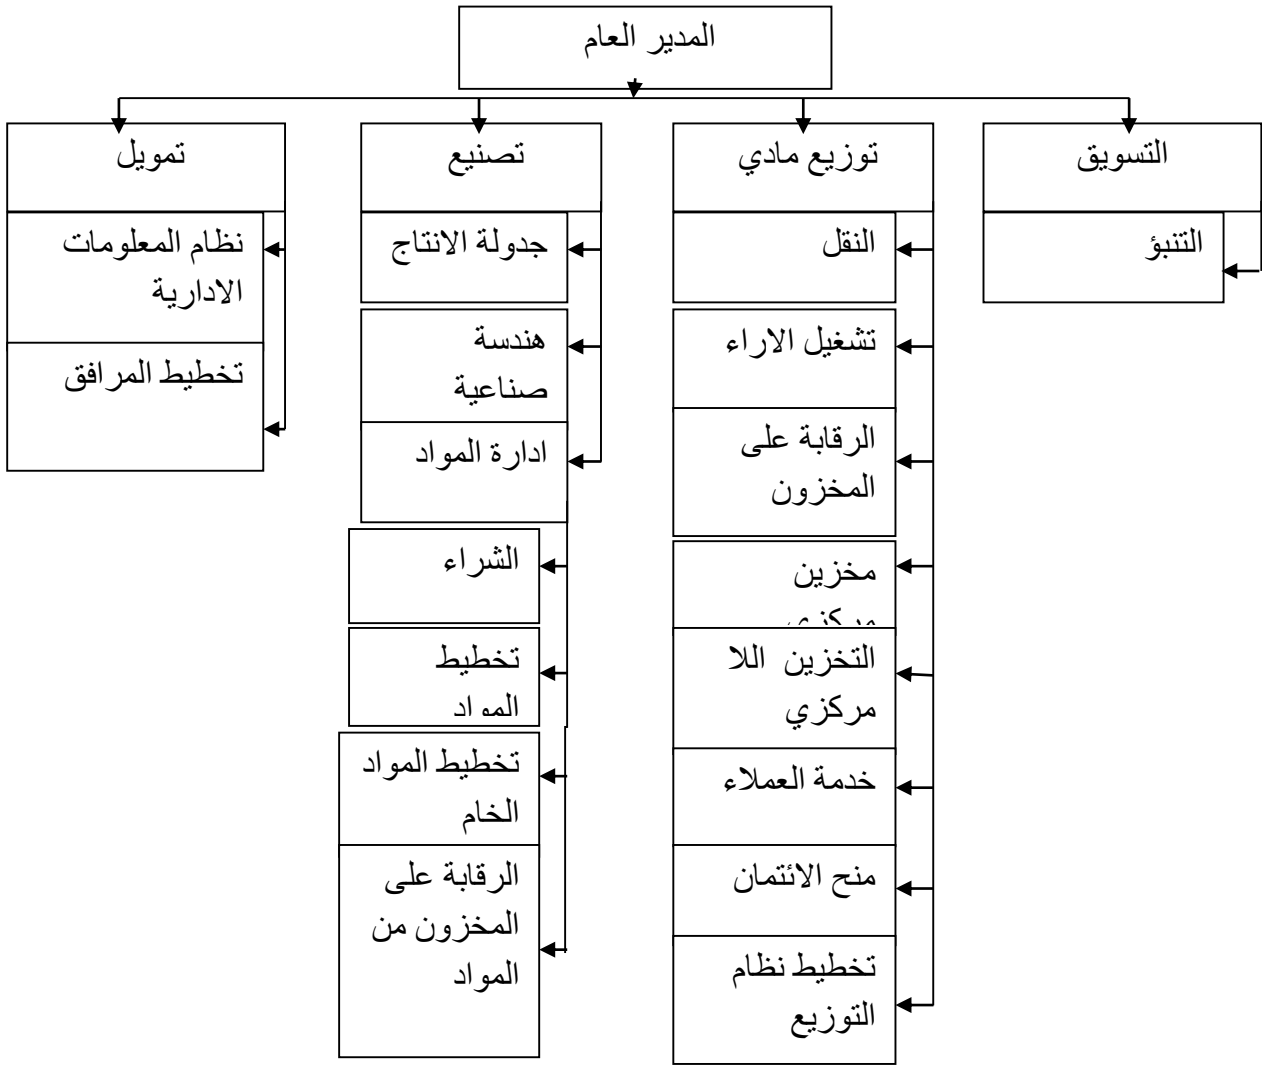 المدير العام
التسويق
التنبؤ
توزيع مادي
النقل
تشغيل الاراء
الرقابة على
المخزون
مخزين
مركزي
التخزين اللا
مركزي
خدمة العملاء
منح الائتمان
تخطيط نظام
التوزيع
تصنيع
جدولة الانتاج
هندسة
صناعية
ادارة المواد
الشراء
تخطيط
المواد
تخطيط المواد
الخام
الرقابة على
المخزون من
المواد
تمويل
نظام المعلومات
الادارية
تخطيط المرافق